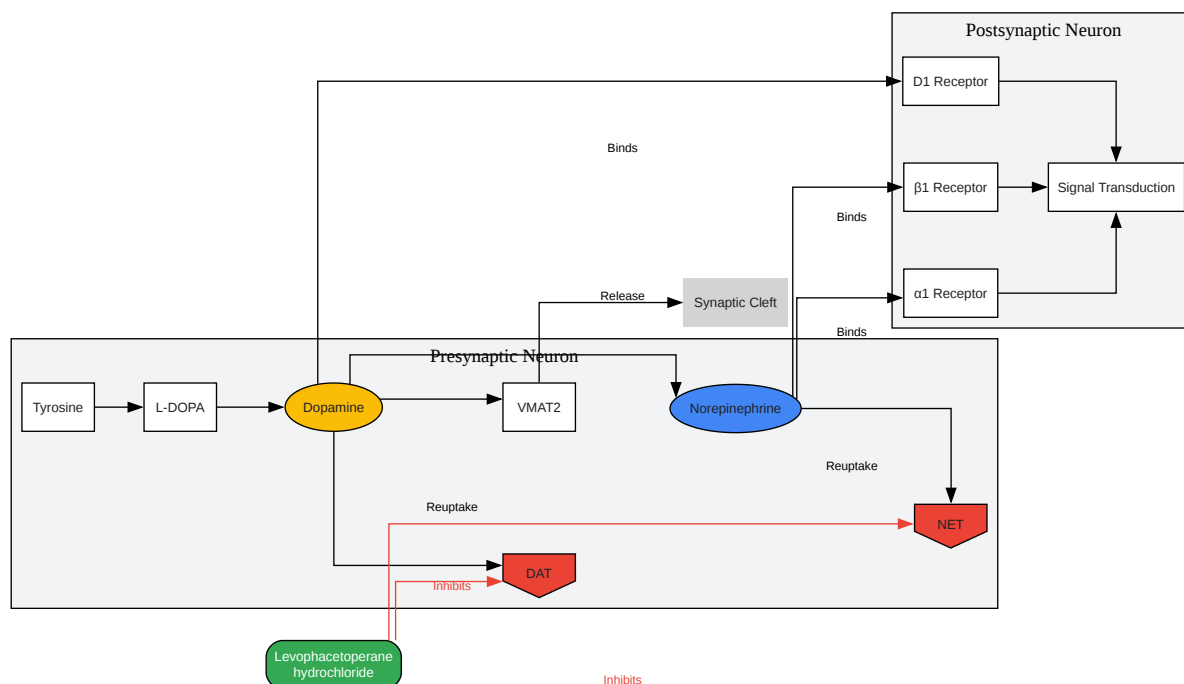 Postsynaptic Neuron
D1 Receptor
Binds
β1 Receptor
Signal Transduction
Binds
α1 Receptor
Release
Synaptic Cleft
Binds
Presynaptic Neuron
Tyrosine
L-DOPA
Dopamine
VMAT2
Norepinephrine
Reuptake
Reuptake
NET
DAT
Inhibits
Levophacetoperane
hydrochloride
Inhibits